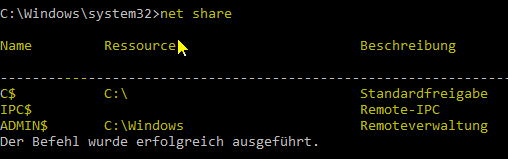 C:\Windows\system32>net share
Name Ressource Beschreibung
-------------------------------------------------------------------------------
C$ C:\ Standardfreigabe
IPC$ Remote-IPC
ADMIN$ C:\Windows Remoteverwaltung
Der Befehl wurde erfolgreich ausgeführt.